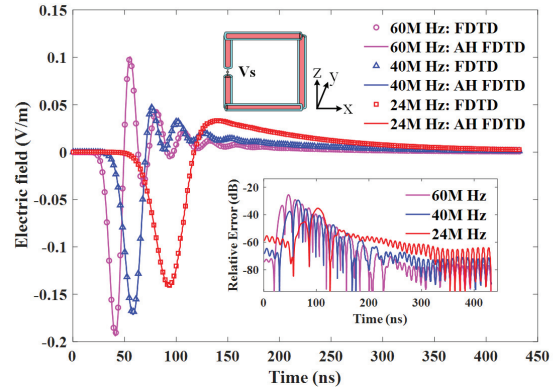 60M Hz: FDTD
60M Hz: AH FDTD
40M Hz: FDTD
40M Hz: AH FDTD
24M Hz: FDTD
24M Hz: AH FDTD
Vs
Z
y
X
Electric field (V/m)
0.15
0.1
0.05
0
-0.05
-0.1
-0.15
-0.2
0 50 100 150 200 250 300 350 400 450
Time (ns)
Relative Error (dB)
-20
-40
-60
-80
60M Hz
40M Hz
24M Hz
0 100 200 300 400
Time (ns)